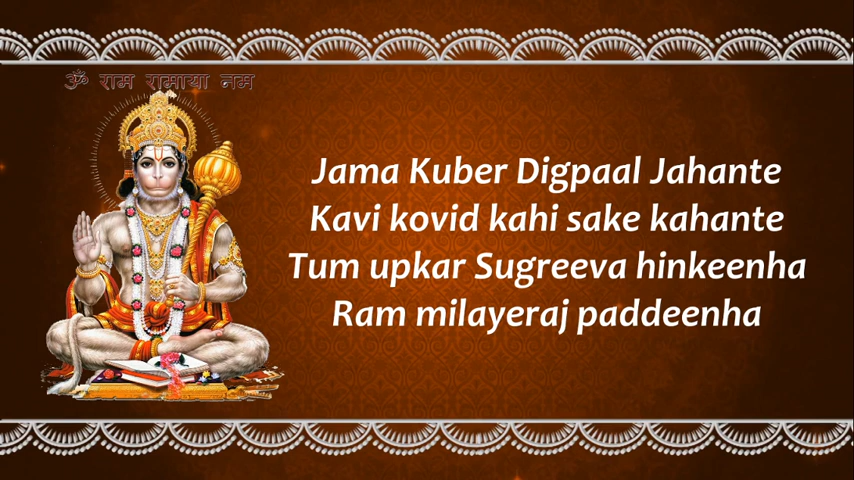 ॐ राम रामाया नम
Jama Kuber Digpaal Jahante
Kavi kovid kahi sake kahante
Tum upkar Sugreeva hinkeenha
Ram milayeraj paddeenha